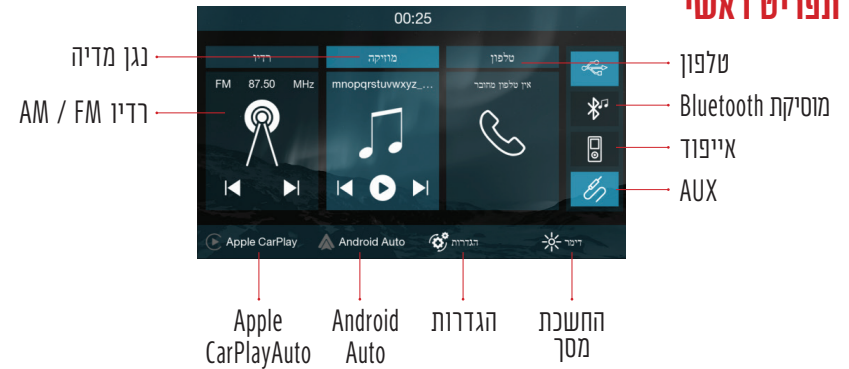 תפריט ראשי
00:25
רדיו
מוזיקה
טלפון
FM 87.50 MHz
mnopqrstuvwxyz_...
אין טלפון מחובר
Apple CarPlay
Android Auto
הגדרות
דימר
נגן מדיה
רדיו AM / FM
טלפון
מוסיקת Bluetooth
אייפוד
AUX
Apple
CarPlayAuto
Android
Auto
הגדרות
החשכת
מסך